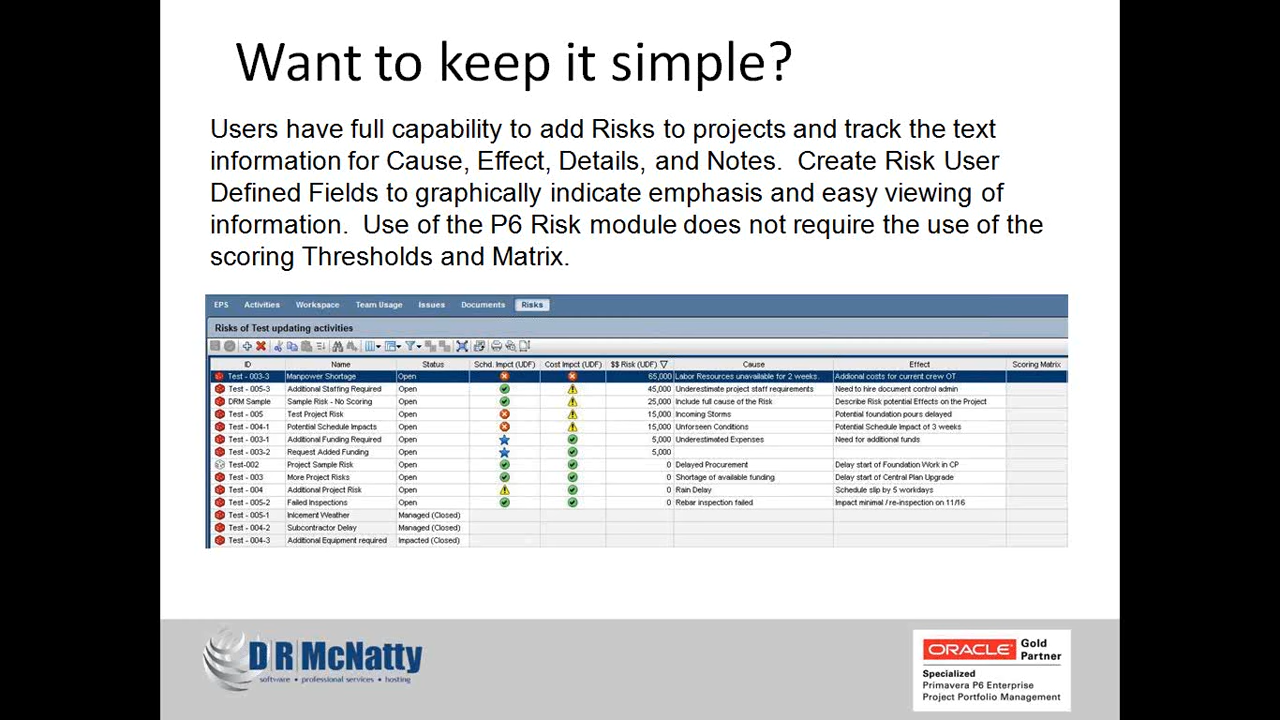 Want to keep it simple?
Users have full capability to add Risks to projects and track the text
information for Cause, Effect, Details, and Notes. Create Risk User
Defined Fields to graphically indicate emphasis and easy viewing of
information. Use of the P6 Risk module does not require the use of the
scoring Thresholds and Matrix.
EPS Activities Workspace Team Usage Issues Documents Risks
Risks of Test updating activities
ID Name Status Schd. Impct (UDF) Cost Impct (UDF) $$ Risk (UDF) Cause Effect Scoring Matrix
Test - 003-3 Manpower Shortage Open 65,000 Labor Resources unavailable for 2 weeks. Addional costs for current crew OT
Test - 005-3 Additional Staffing Required Open 45,000 Underestimate project staff requirements Need to hire document control admin
DRM Sample Sample Risk - No Scoring Open 25,000 Include full cause of the Risk Describe Risk potential Effects on the Project
Test - 005 Test Project Risk Open 15,000 Incoming Storms Potential foundation pours delayed
Test - 004-1 Potential Schedule Impacts Open 15,000 Unforseen Conditions Potential Schedule Impact of 3 weeks
Test - 003-1 Additional Funding Required Open 5,000 Underestimated Expenses Need for additional funds
Test - 003-2 Request Added Funding Open 5,000
Test-002 Project Sample Risk Open 0 Delayed Procurement Delay start of Foundation Work in CP
Test - 003 More Project Risks Open 0 Shortage of available funding Delay start of Central Plan Upgrade
Test - 004 Additional Project Risk Open 0 Rain Delay Schedule slip by 5 workdays
Test - 005-2 Failed Inspections Open 0 Rebar inspection failed Impact minimal / re-inspection on 11/16
Test - 005-1 Inlcement Weather Managed (Closed)
Test - 004-2 Subcontractor Delay Managed (Closed)
Test - 004-3 Additional Equipment required Impacted (Closed)
D R McNatty
software • professional services • hosting
ORACLE Gold
Partner
Specialized
Primavera P6 Enterprise
Project Portfolio Management